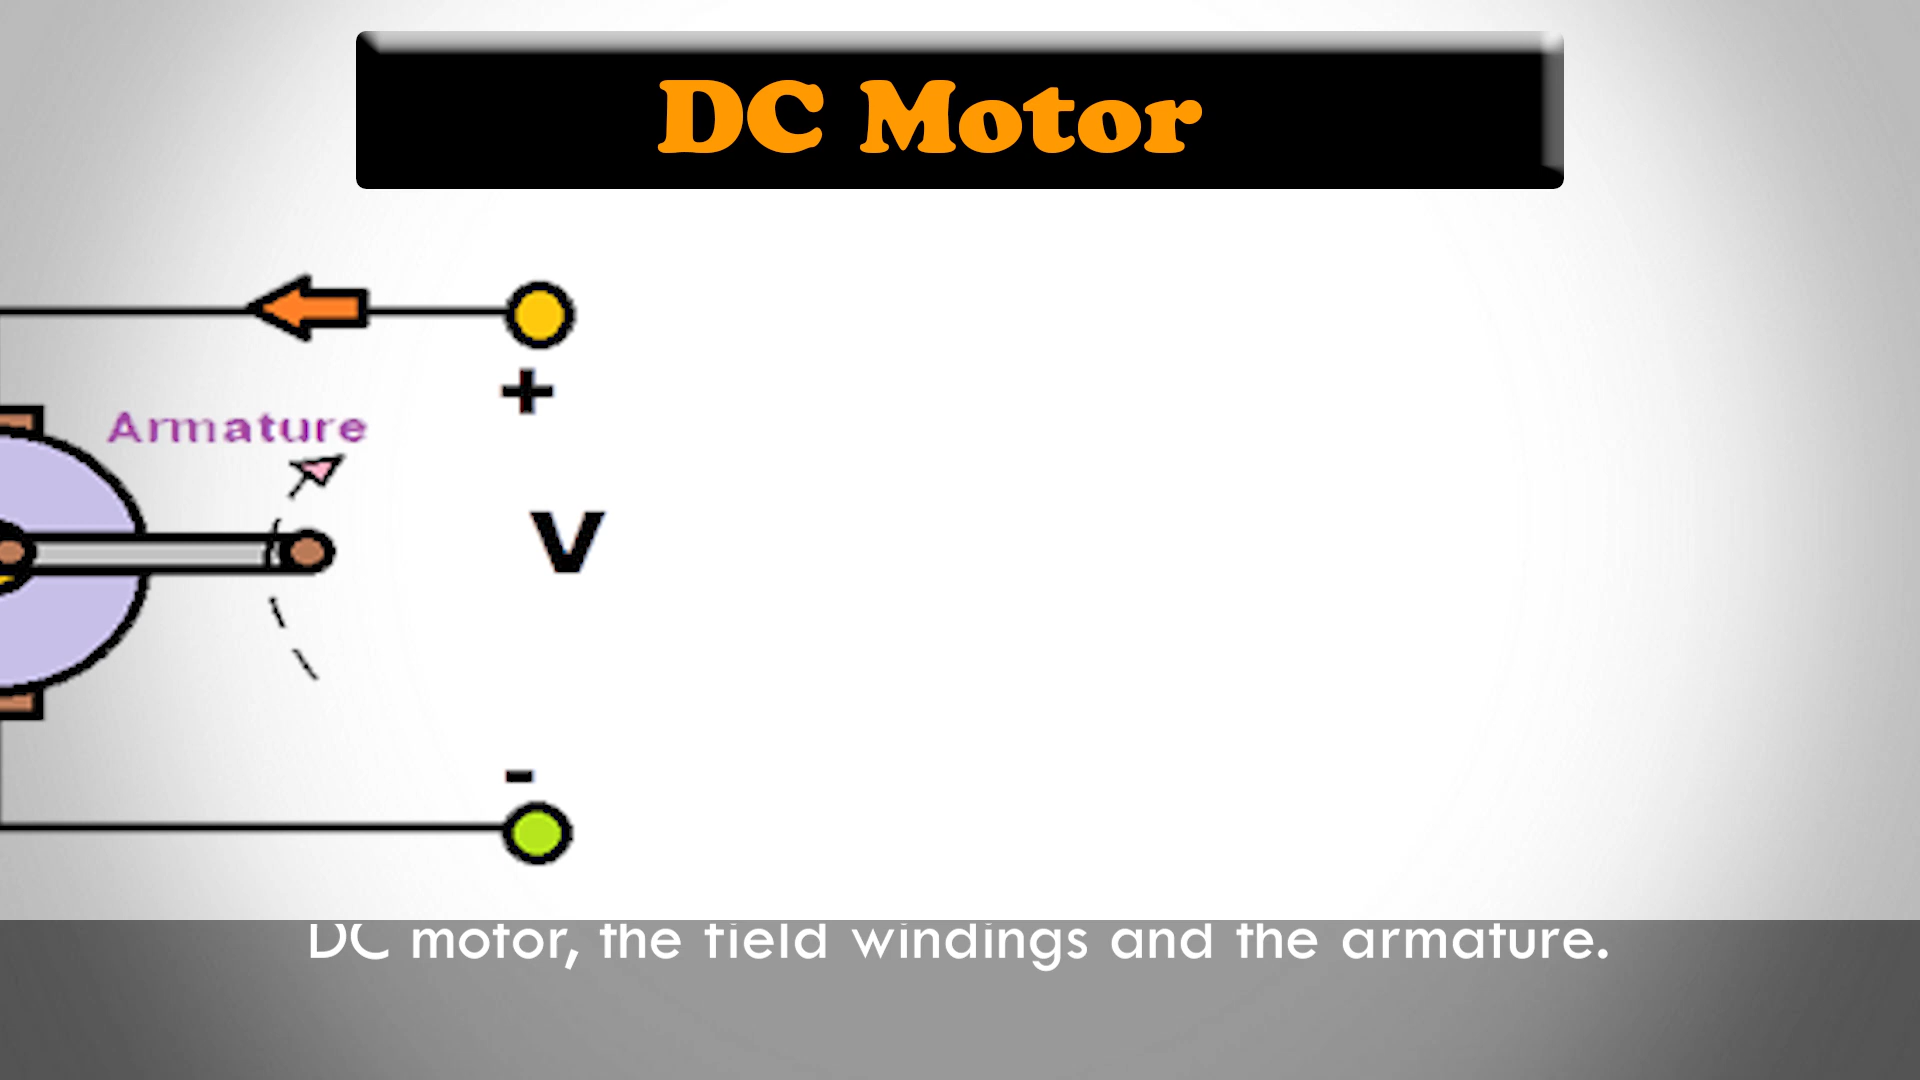 DC Motor
+
Armature
V
-
DC motor, the field windings and the armature.